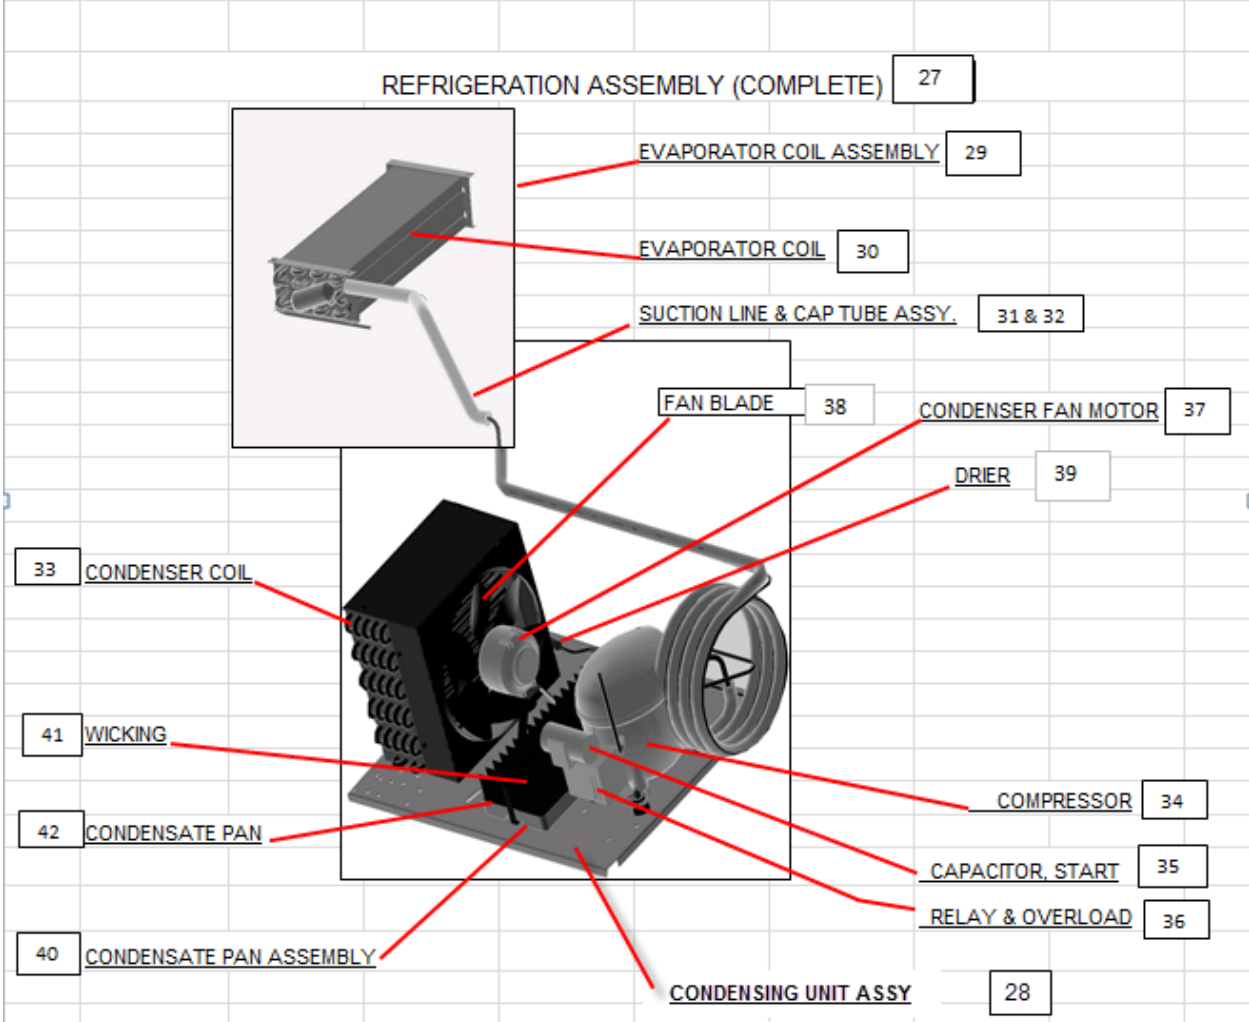 REFRIGERATION ASSEMBLY (COMPLETE) 27
EVAPORATOR COIL ASSEMBLY 29
EVAPORATOR COIL 30
SUCTION LINE & CAP TUBE ASSY. 31 & 32
FAN BLADE 38
CONDENSER FAN MOTOR 37
DRIER 39
33 CONDENSER COIL
41 WICKING
COMPRESSOR 34
42 CONDENSATE PAN
CAPACITOR, START 35
RELAY & OVERLOAD 36
40 CONDENSATE PAN ASSEMBLY
CONDENSING UNIT ASSY 28